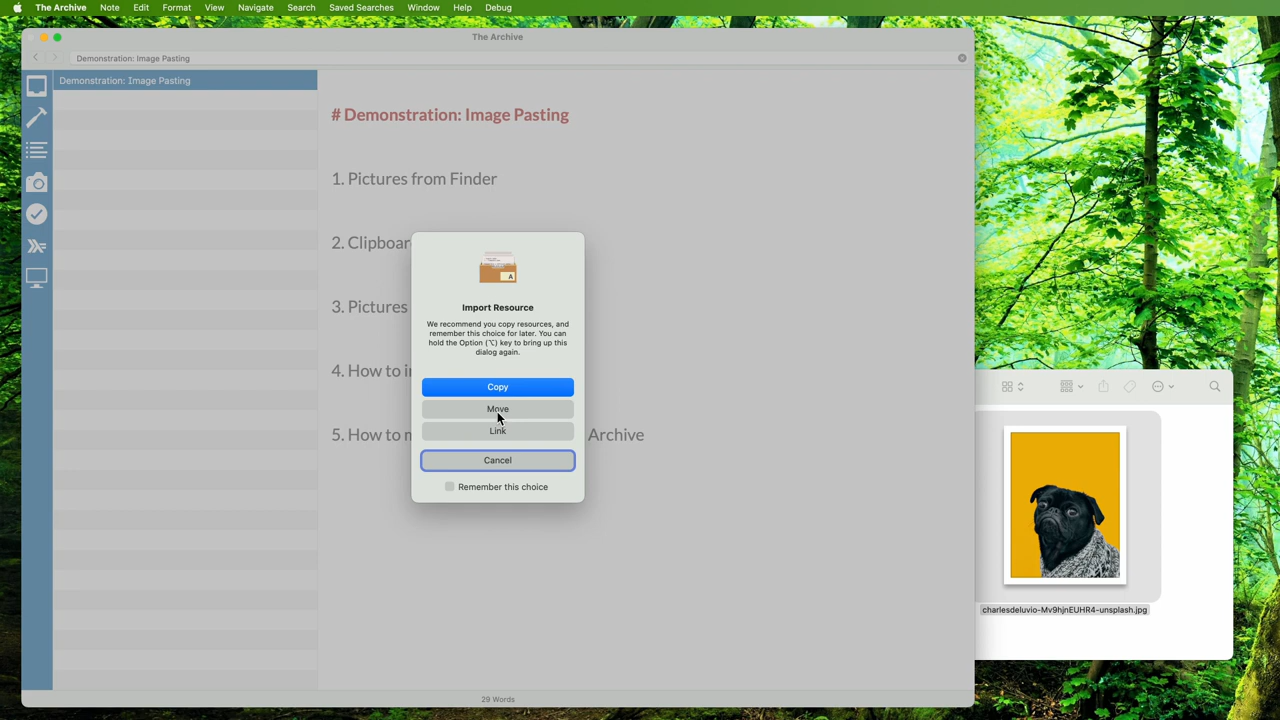 The Archive Note Edit Format View Navigate Search Saved Searches Window Help Debug
The Archive
Demonstration: Image Pasting
Demonstration: Image Pasting
# Demonstration: Image Pasting
1. Pictures from Finder
2. Clipboar
3. Pictures
4. How to i
5. How to m
Archive
A
Import Resource
We recommend you copy resources, and
remember this choice for later. You can
hold the Option (⌥) key to bring up this
dialog again.
Copy
Move
Link
Cancel
Remember this choice
charlesdeluvio-Mv9hjnEUHR4-unsplash.jpg
29 Words